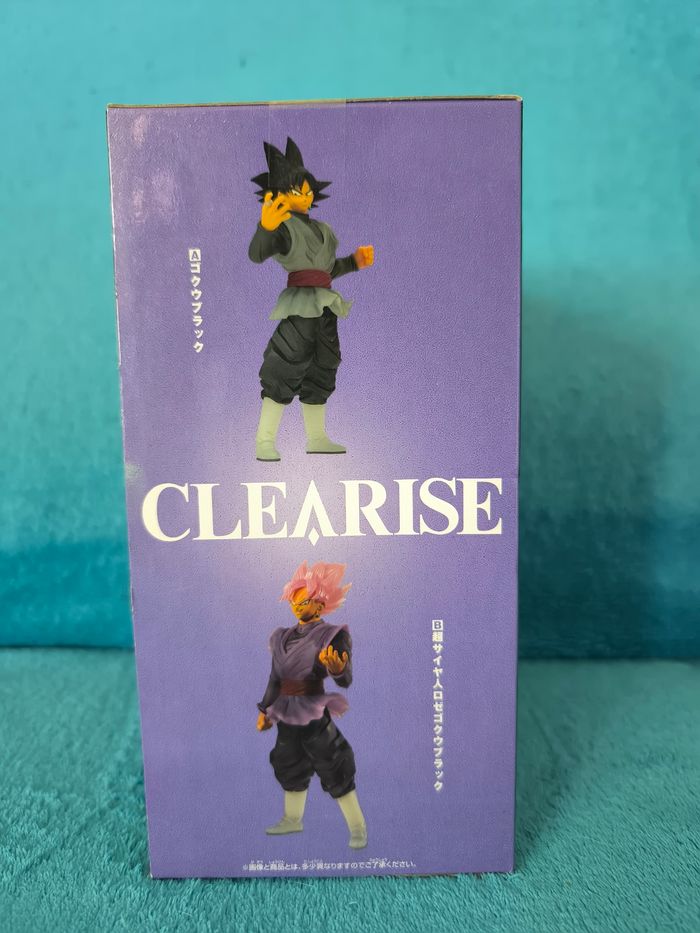 Aゴクウブラック
CLEARISE
B超サイヤ人ロゼゴクウブラック
※画像と商品とは、多少異なりますのでご了承ください。